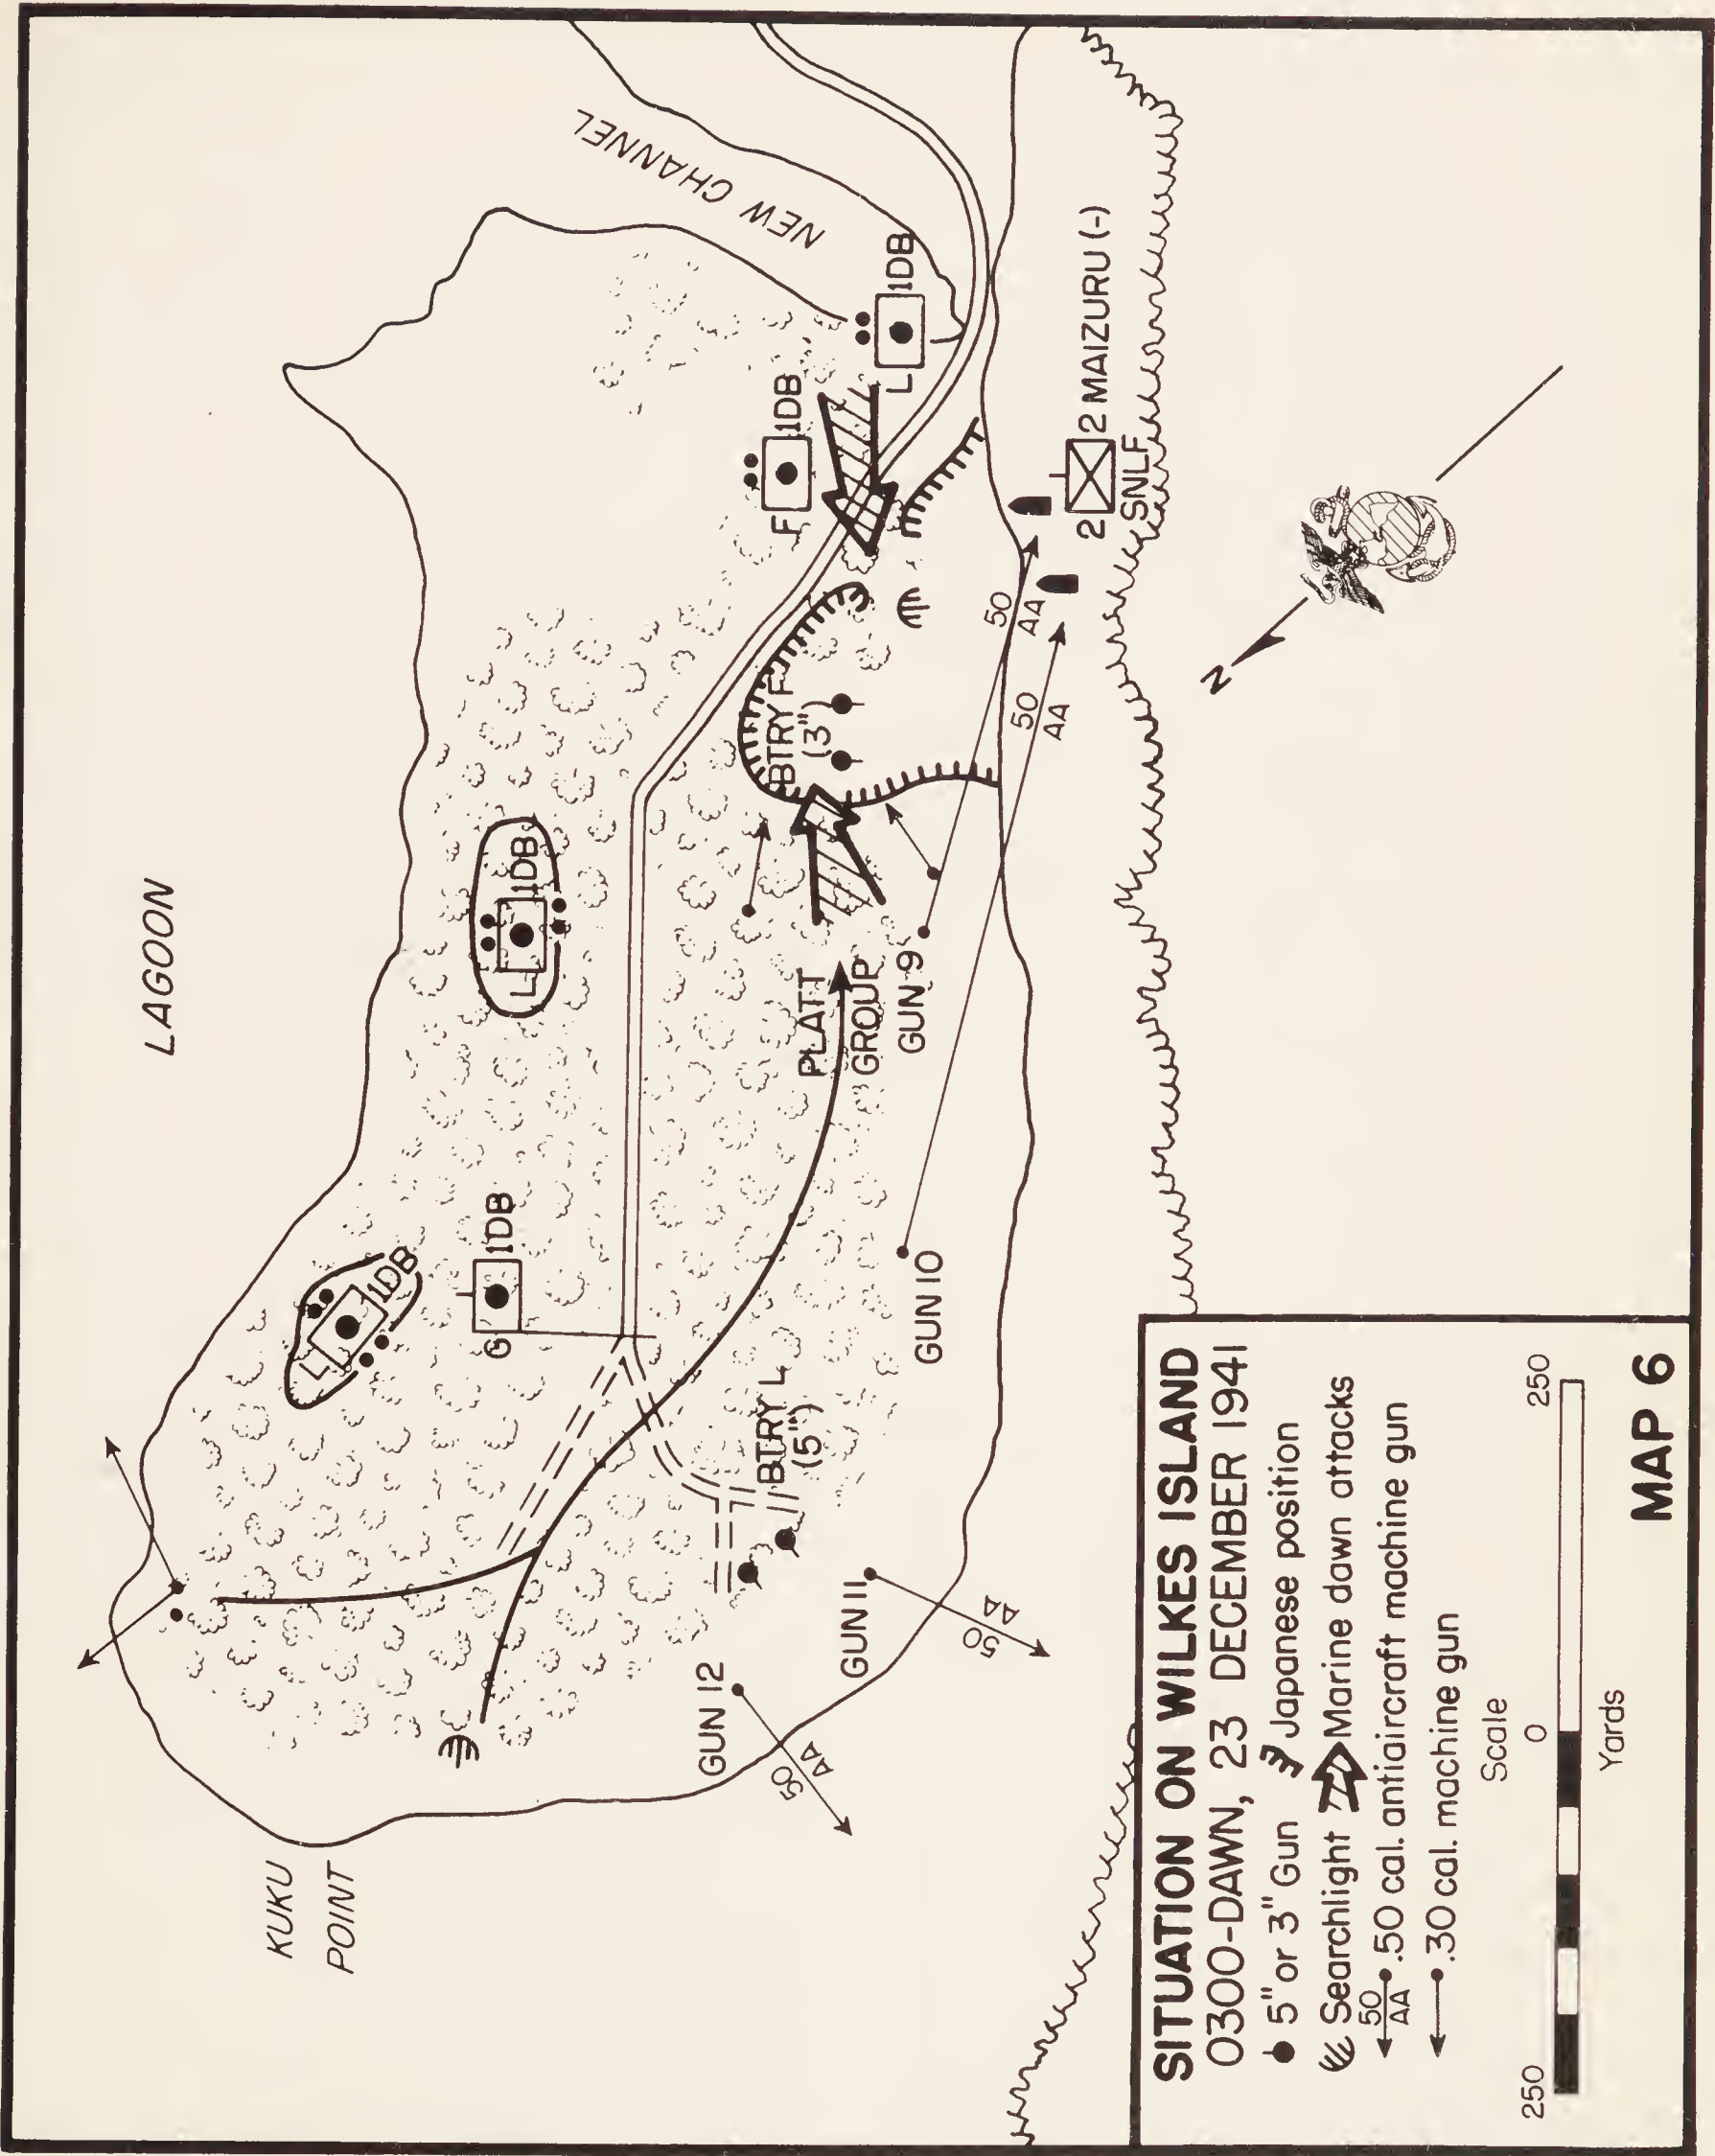 LAGOON
NEW CHANNEL
KUKU
POINT
L 1DB
G 1DB
L 1DB
F 1DB
L 1DB
BTRY F
(3")
BTRY L
(5")
PLATT
GROUP
GUN 9
GUN 10
GUN 11
GUN 12
50
AA
50
AA
50
AA
50
AA
2 2 MAIZURU (-)
SNLF
N
SITUATION ON WILKES ISLAND
0300-DAWN, 23 DECEMBER 1941
5" or 3" Gun Japanese position
Searchlight Marine dawn attacks
50
AA
.50 cal. antiaircraft machine gun
.30 cal. machine gun
Scale
250 0 250
Yards
MAP 6